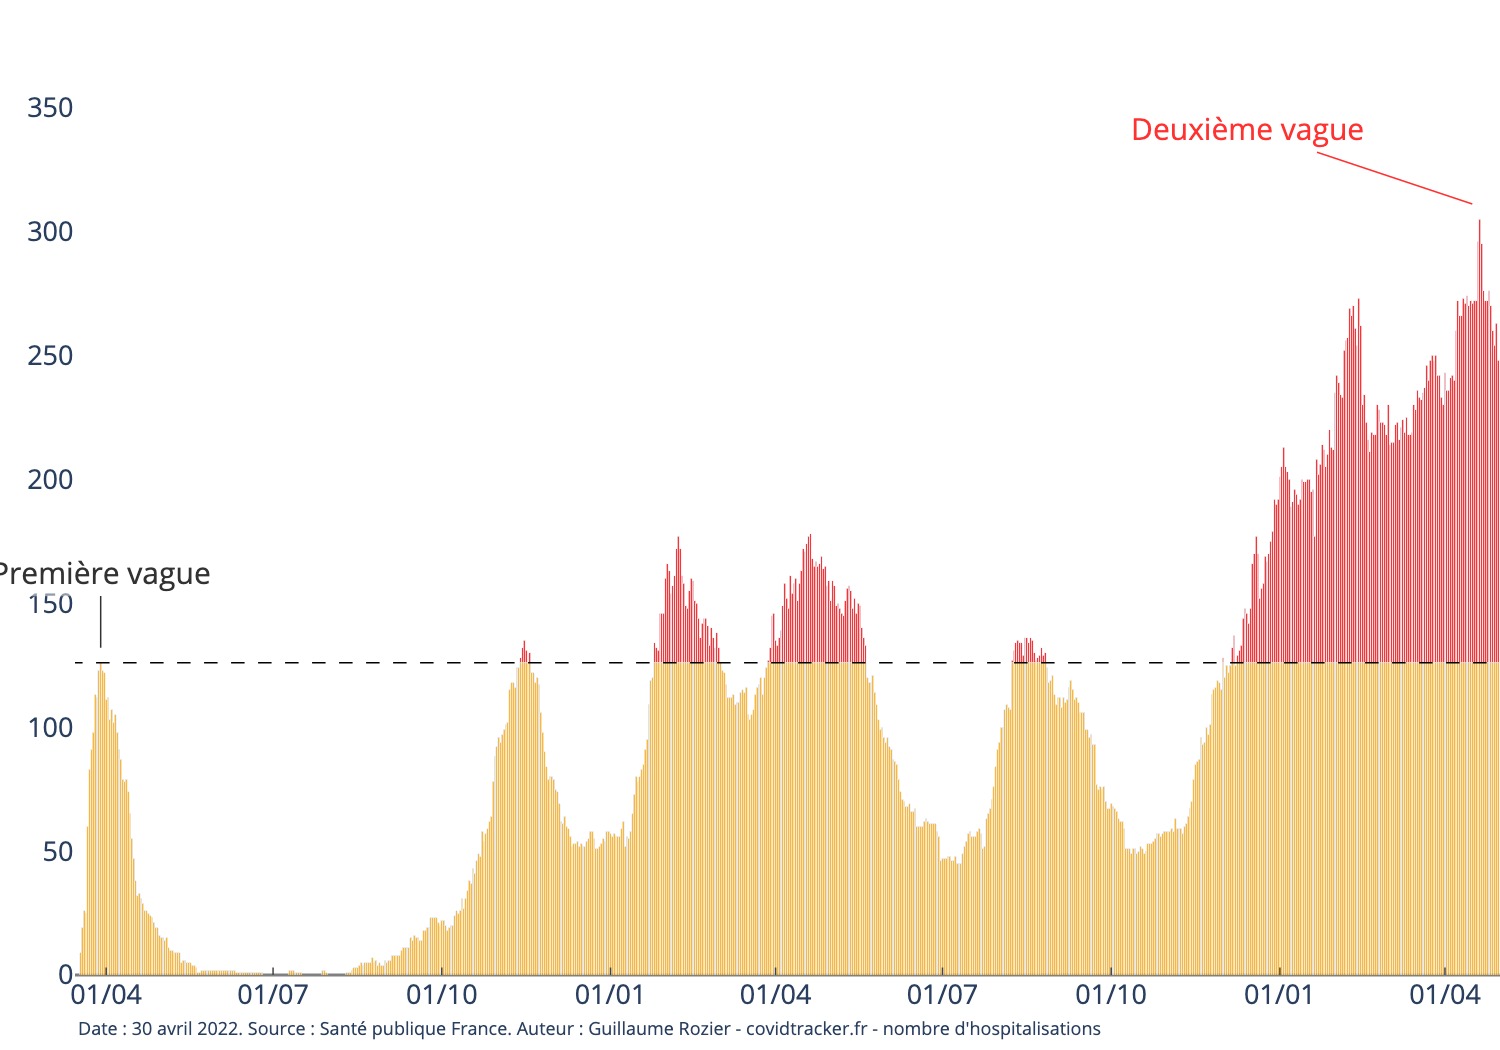 350
Deuxième vague
300
250
200
Première vague
150
100
50
0
01/04 01/07 01/10 01/01 01/04 01/07 01/10 01/01 01/04
Date : 30 avril 2022. Source : Santé publique France. Auteur : Guillaume Rozier - covidtracker.fr - nombre d'hospitalisations